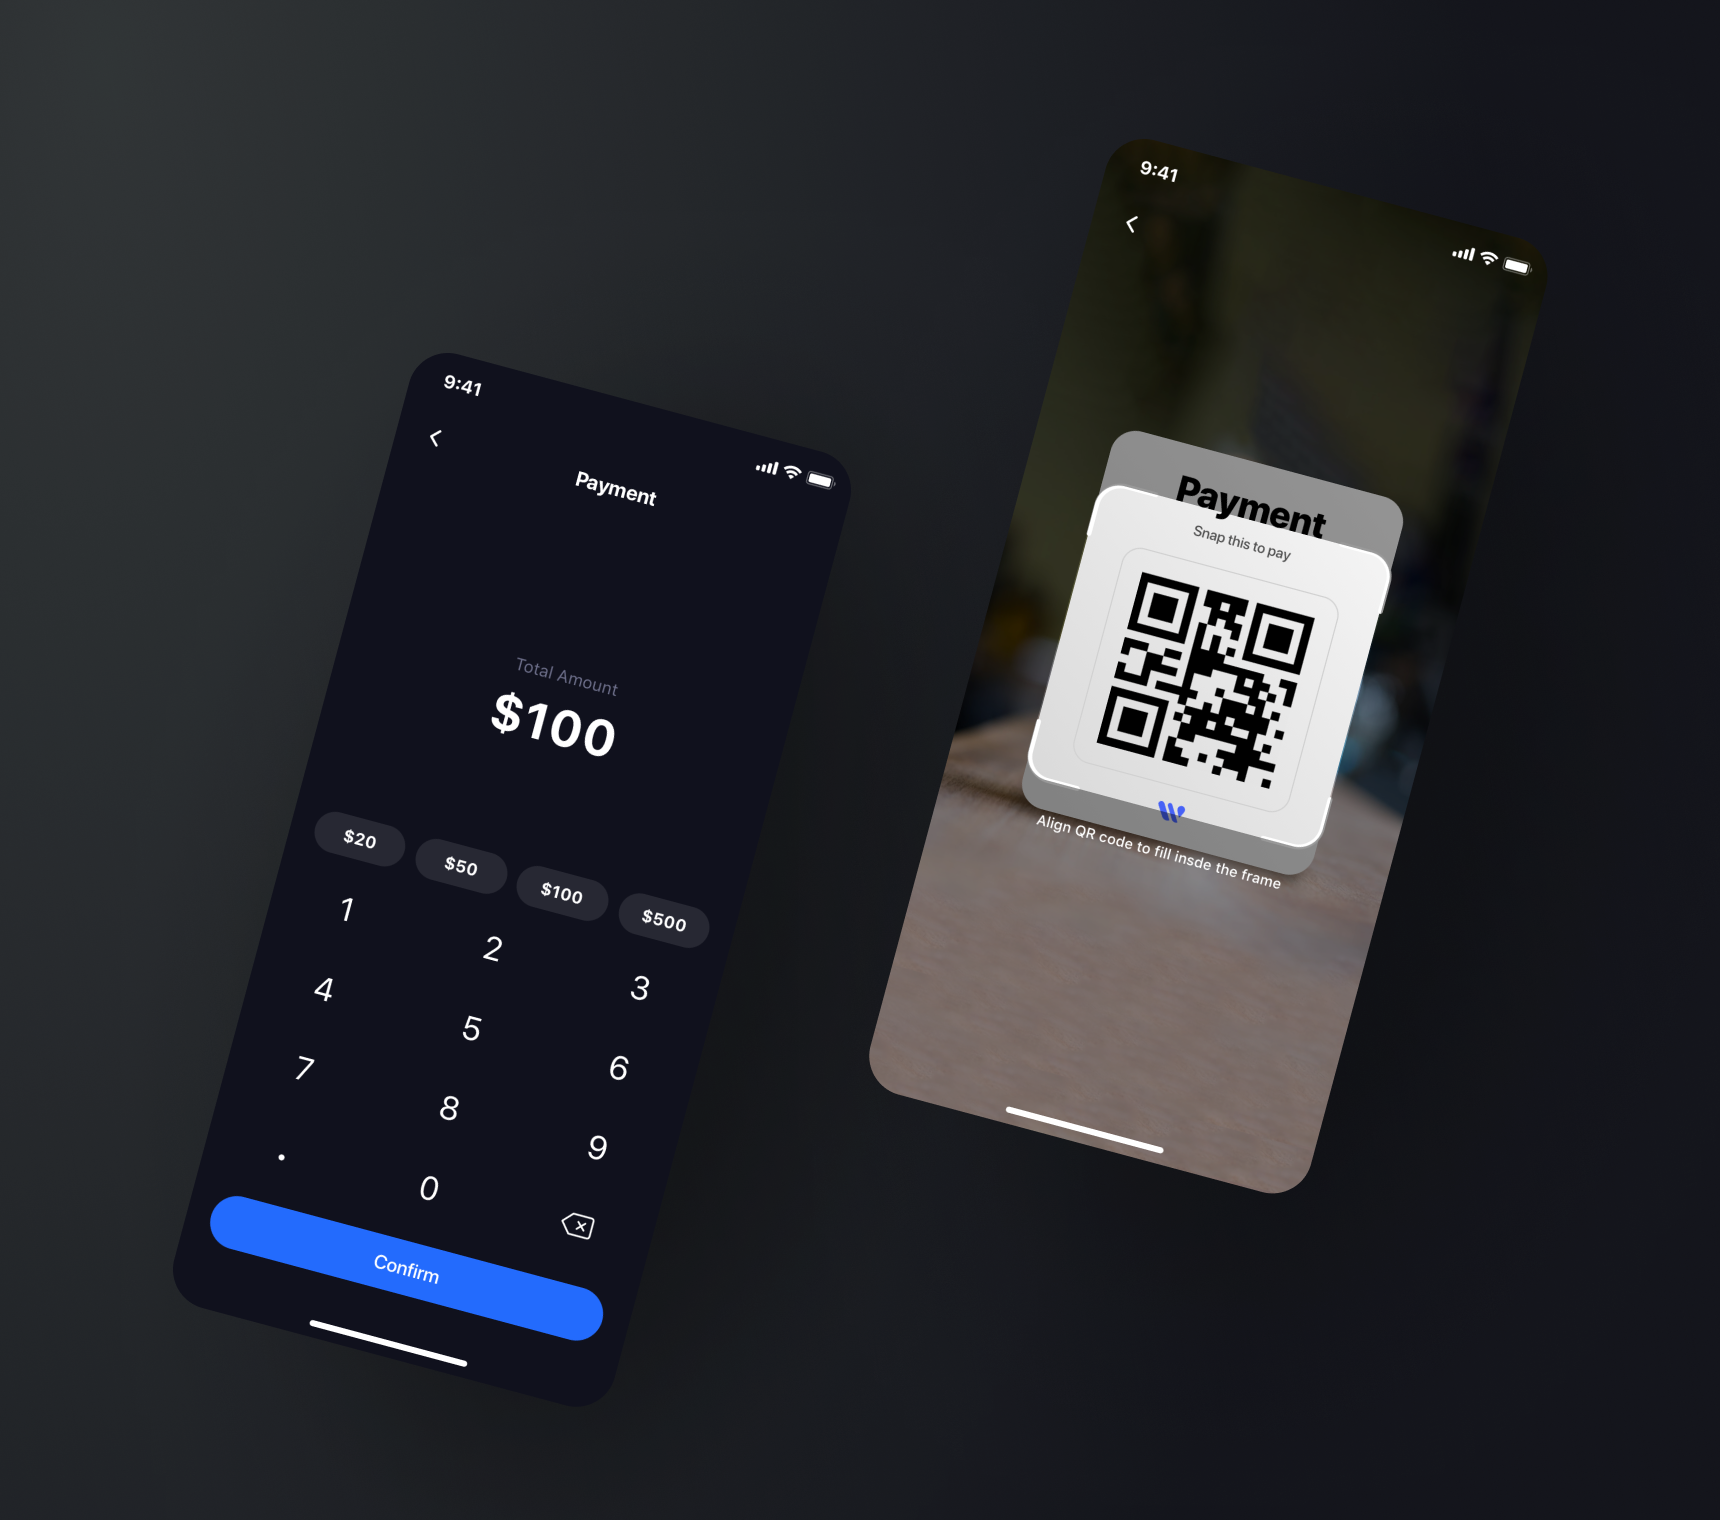 9:41
Payment
Total Amount
$100
$20 $50 $100 $500
1 2 3
4 5 6
7 8 9
. 0
Confirm
9:41
Payment
Snap this to pay
Align QR code to fill insde the frame